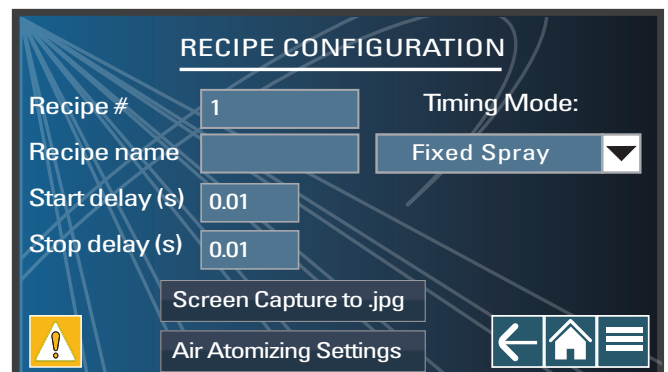 RECIPE CONFIGURATION
Recipe # 1 Timing Mode:
Recipe name Fixed Spray
Start delay (s) 0.01
Stop delay (s) 0.01
Screen Capture to .jpg
Air Atomizing Settings